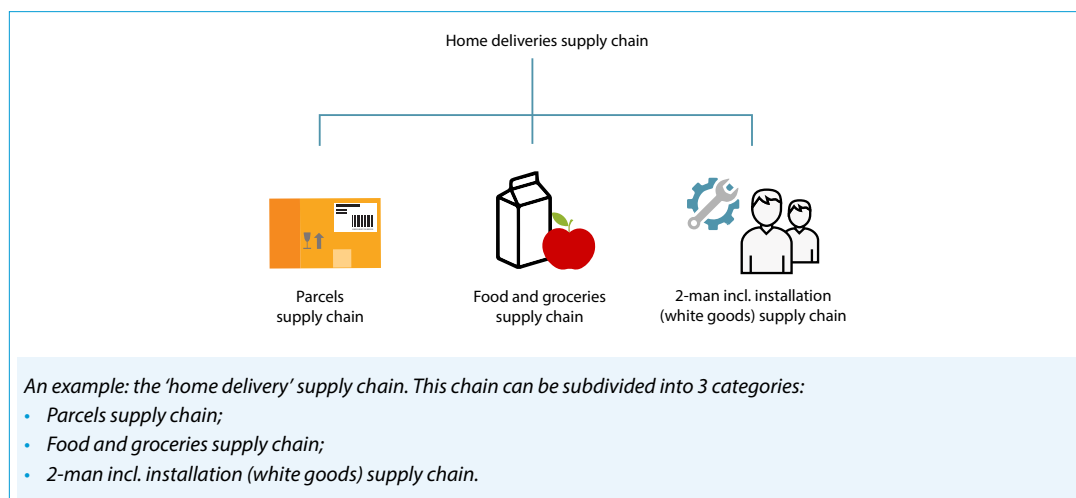 Home deliveries supply chain
Parcels
supply chain
Food and groceries
supply chain
2-man incl. installation
(white goods) supply chain
An example: the ‘home delivery’ supply chain. This chain can be subdivided into 3 categories:
• Parcels supply chain;
• Food and groceries supply chain;
• 2-man incl. installation (white goods) supply chain.